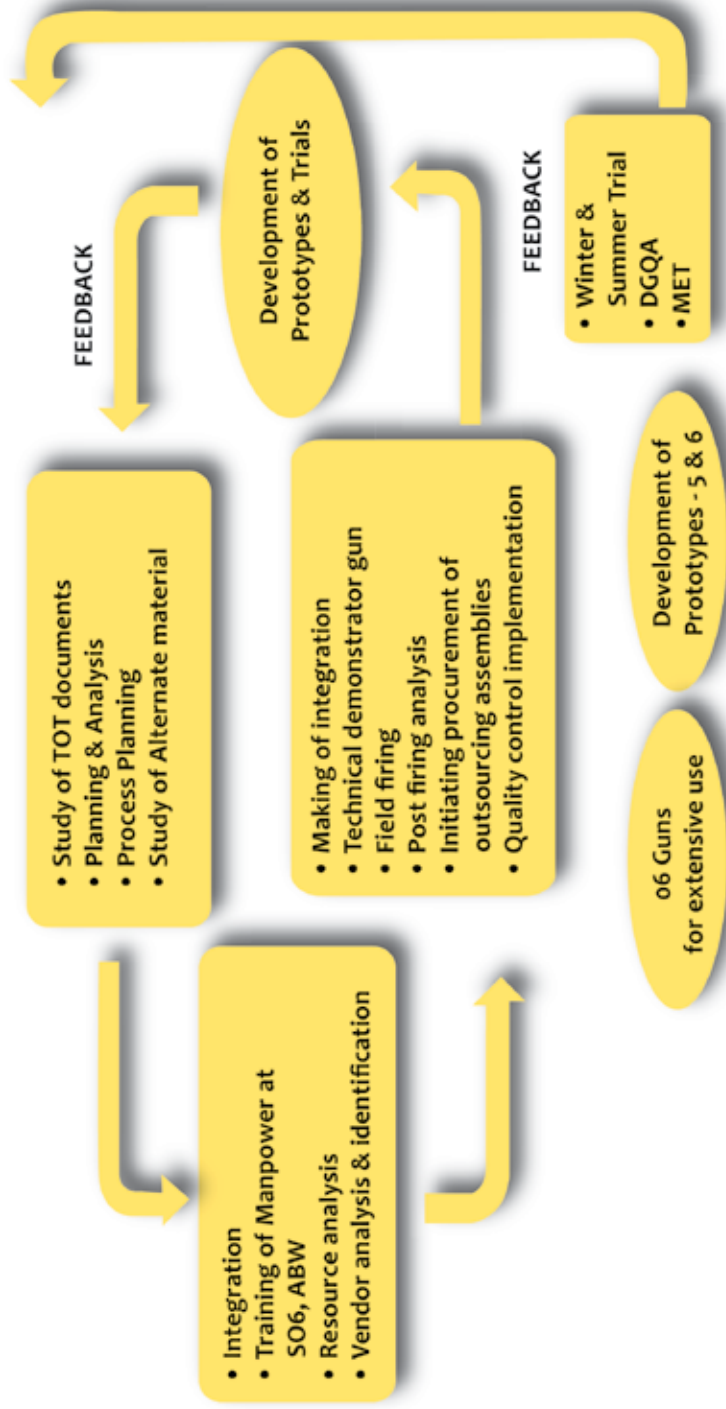 FEEDBACK
• Study of TOT documents
• Planning & Analysis
• Process Planning
• Study of Alternate material
Development of
Prototypes & Trials
• Integration
• Training of Manpower at
SO6, ABW
• Resource analysis
• Vendor analysis & identification
• Making of integration
• Technical demonstrator gun
• Field firing
• Post firing analysis
• Initiating procurement of
outsourcing assemblies
• Quality control implementation
FEEDBACK
06 Guns
for extensive use
Development of
Prototypes - 5 & 6
• Winter &
Summer Trial
• DGQA
• MET